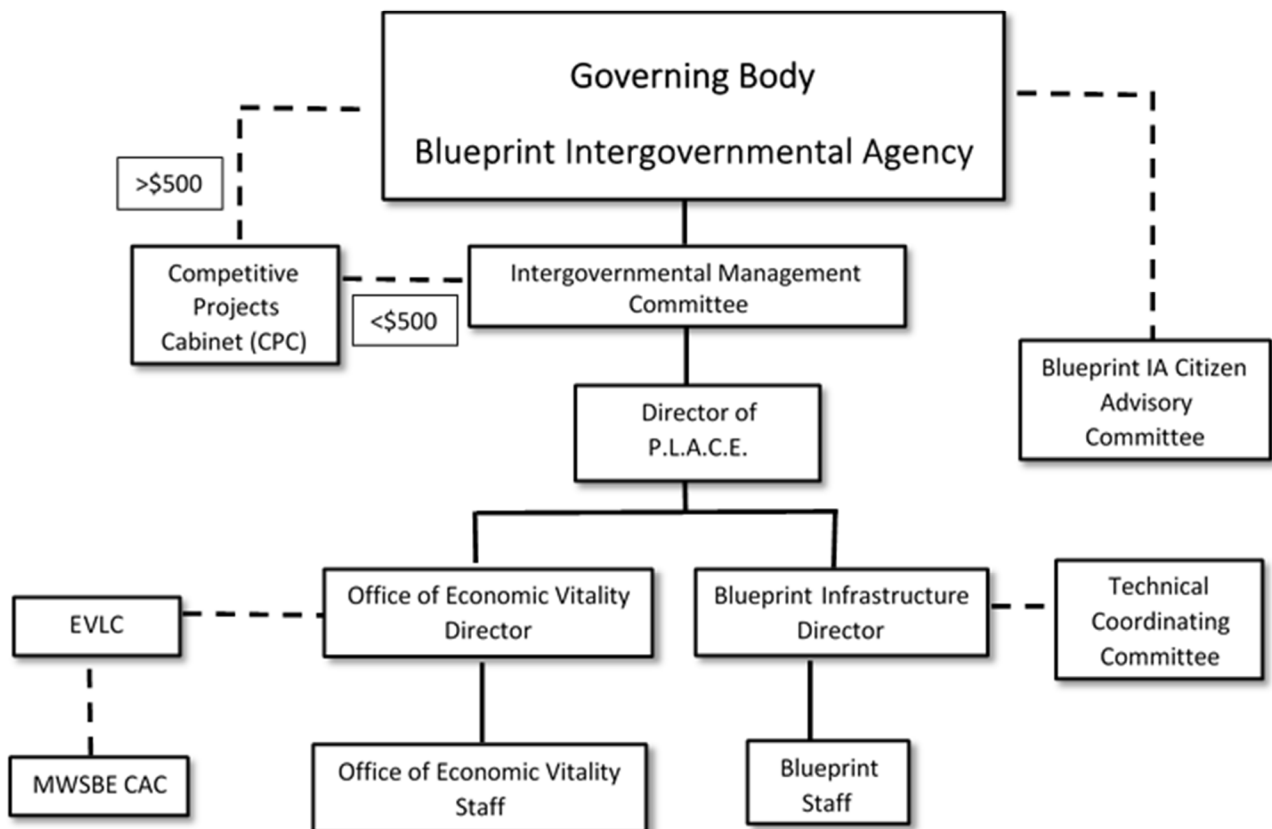 Governing Body
Blueprint Intergovernmental Agency
>$500
Competitive
Projects
Cabinet (CPC)
<$500
Intergovernmental Management
Committee
Blueprint IA Citizen
Advisory
Committee
Director of
P.L.A.C.E.
EVLC
Office of Economic Vitality
Director
Blueprint Infrastructure
Director
Technical
Coordinating
Committee
MWSBE CAC
Office of Economic Vitality
Staff
Blueprint
Staff